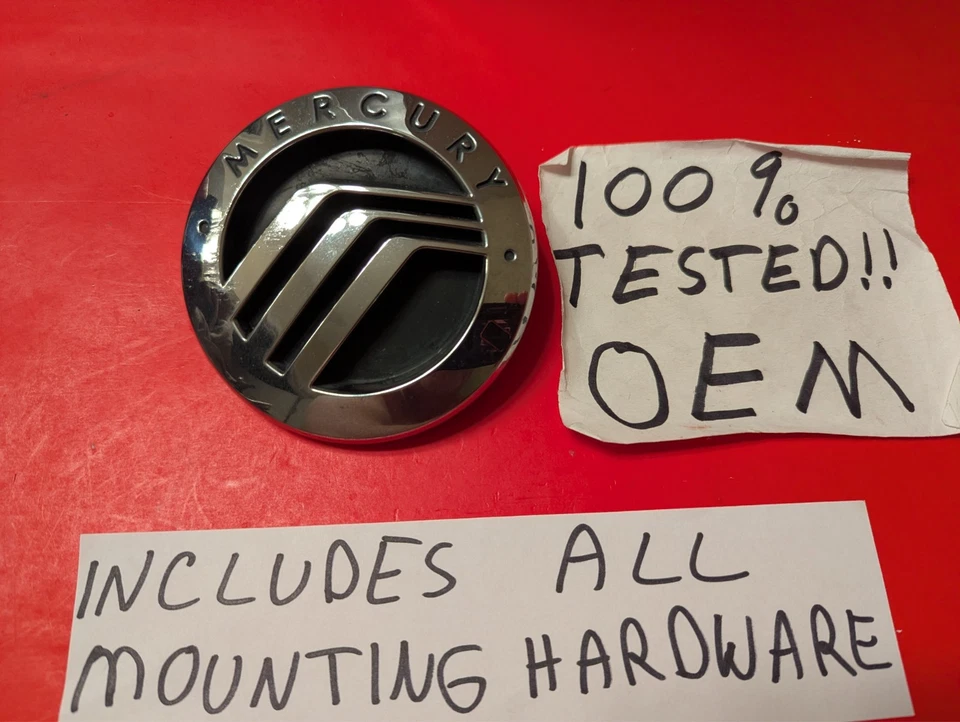 MERCURY
100%
TESTED!!
OEM
INCLUDES ALL
MOUNTING HARDWARE